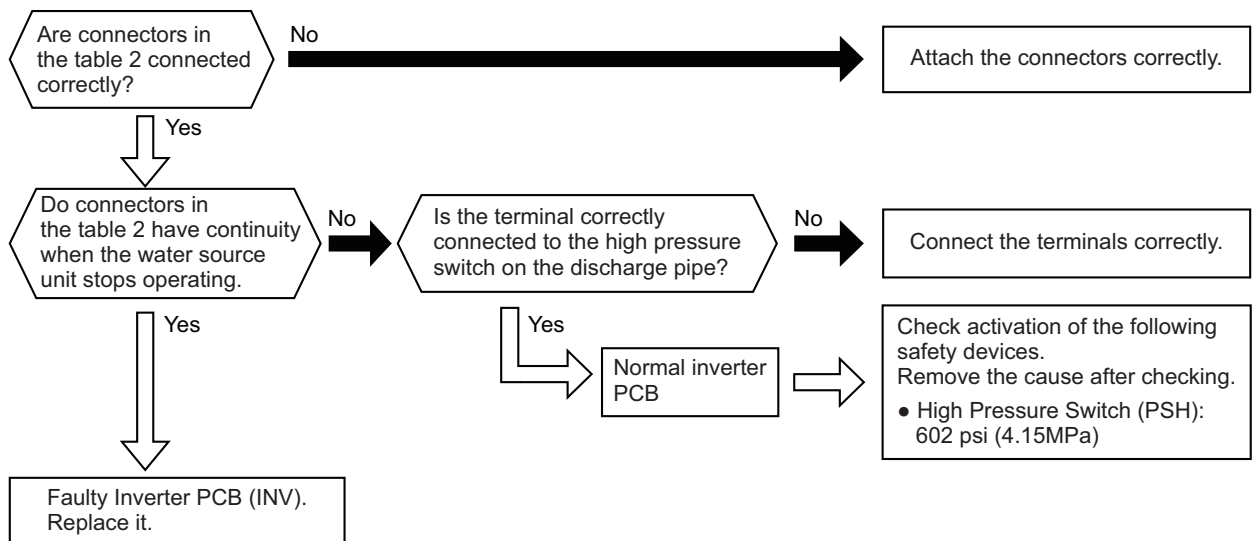 Are connectors in
the table 2 connected
correctly?
No
Attach the connectors correctly.
Yes
Do connectors in
the table 2 have continuity
when the water source
unit stops operating.
No
Is the terminal correctly
connected to the high pressure
switch on the discharge pipe?
No
Connect the terminals correctly.
Yes
Yes
Normal inverter
PCB
Check activation of the following
safety devices.
Remove the cause after checking.
● High Pressure Switch (PSH):
602 psi (4.15MPa)
Faulty Inverter PCB (INV).
Replace it.